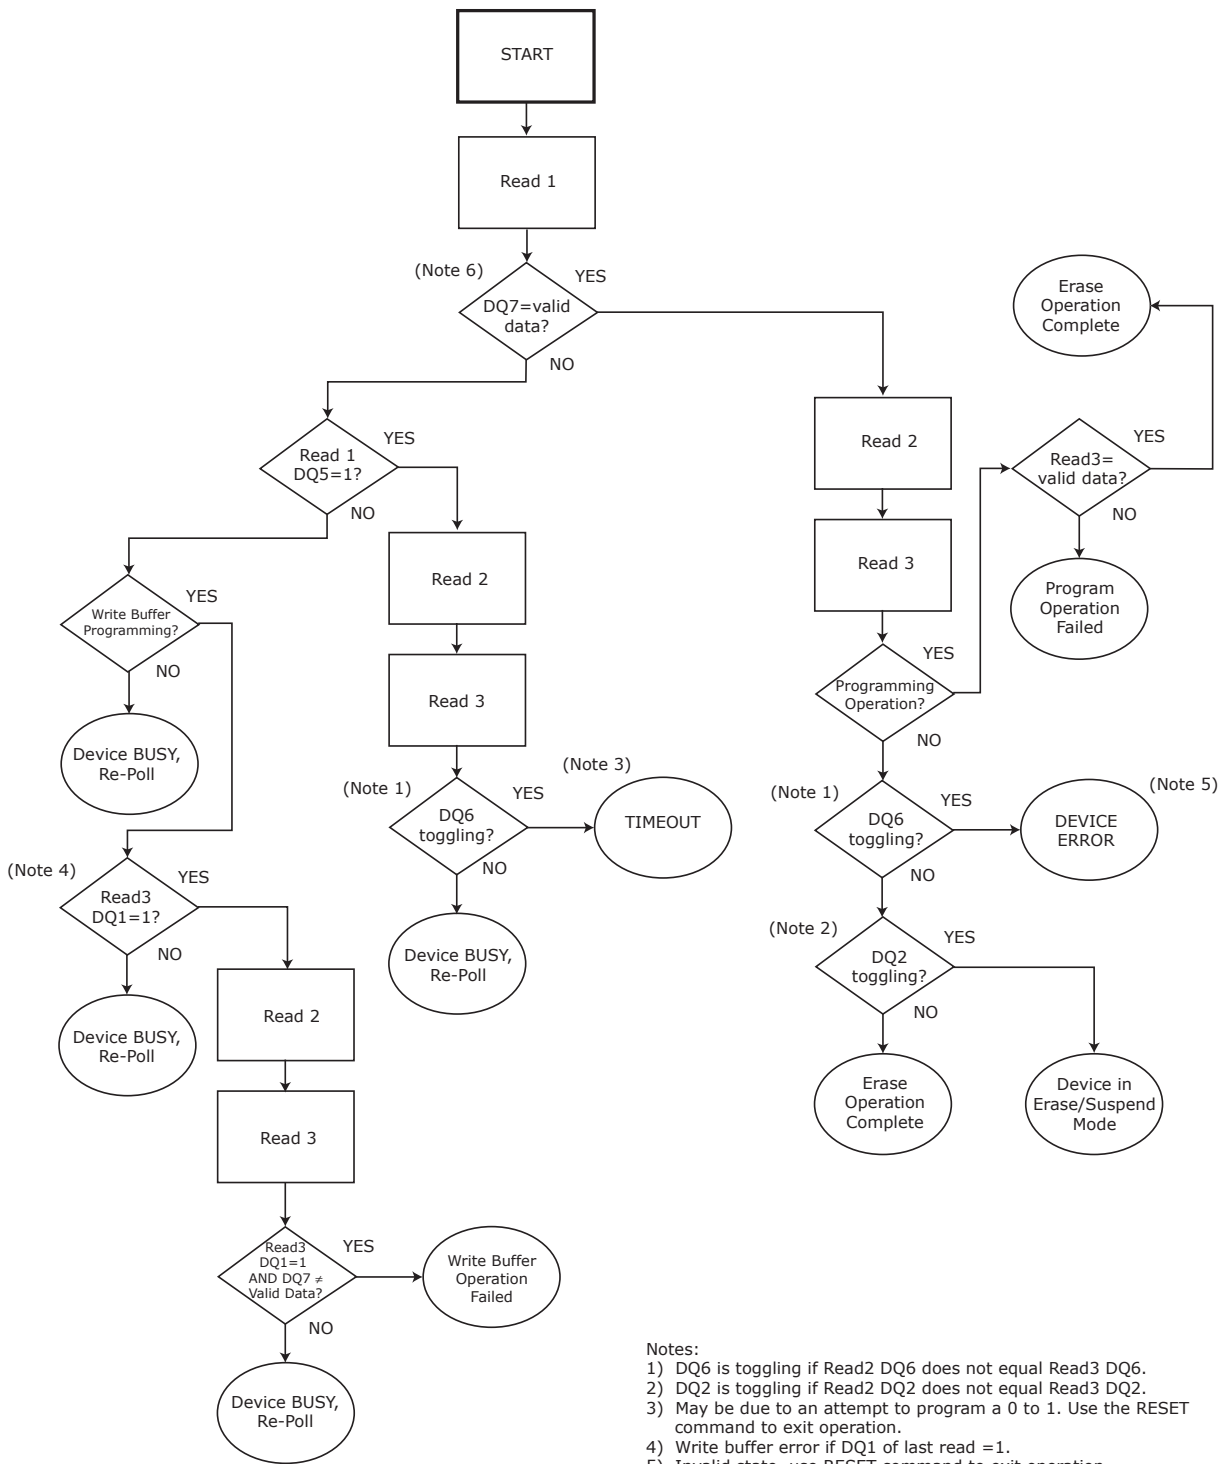 START
Read 1
(Note 6)
YES
DQ7=valid
data?
NO
Erase
Operation
Complete
Read 1
DQ5=1?
YES
NO
Read 2
Read3=
valid data?
YES
NO
Read 2
Read 3
Program
Operation
Failed
Write Buffer
Programming?
YES
NO
Read 3
Programming
Operation?
YES
NO
Device BUSY,
Re-Poll
(Note 1)
DQ6
toggling?
YES
NO
(Note 3)
TIMEOUT
(Note 1)
DQ6
toggling?
YES
NO
(Note 5)
DEVICE
ERROR
(Note 4)
Read3
DQ1=1?
YES
NO
Device BUSY,
Re-Poll
(Note 2)
DQ2
toggling?
YES
NO
Device BUSY,
Re-Poll
Read 2
Erase
Operation
Complete
Device in
Erase/Suspend
Mode
Read 3
Read3
DQ1=1
AND DQ7 ≠
Valid Data?
YES
NO
Write Buffer
Operation
Failed
Device BUSY,
Re-Poll
Notes:
1) DQ6 is toggling if Read2 DQ6 does not equal Read3 DQ6.
2) DQ2 is toggling if Read2 DQ2 does not equal Read3 DQ2.
3) May be due to an attempt to program a 0 to 1. Use the RESET
command to exit operation.
4) Write buffer error if DQ1 of last read =1.